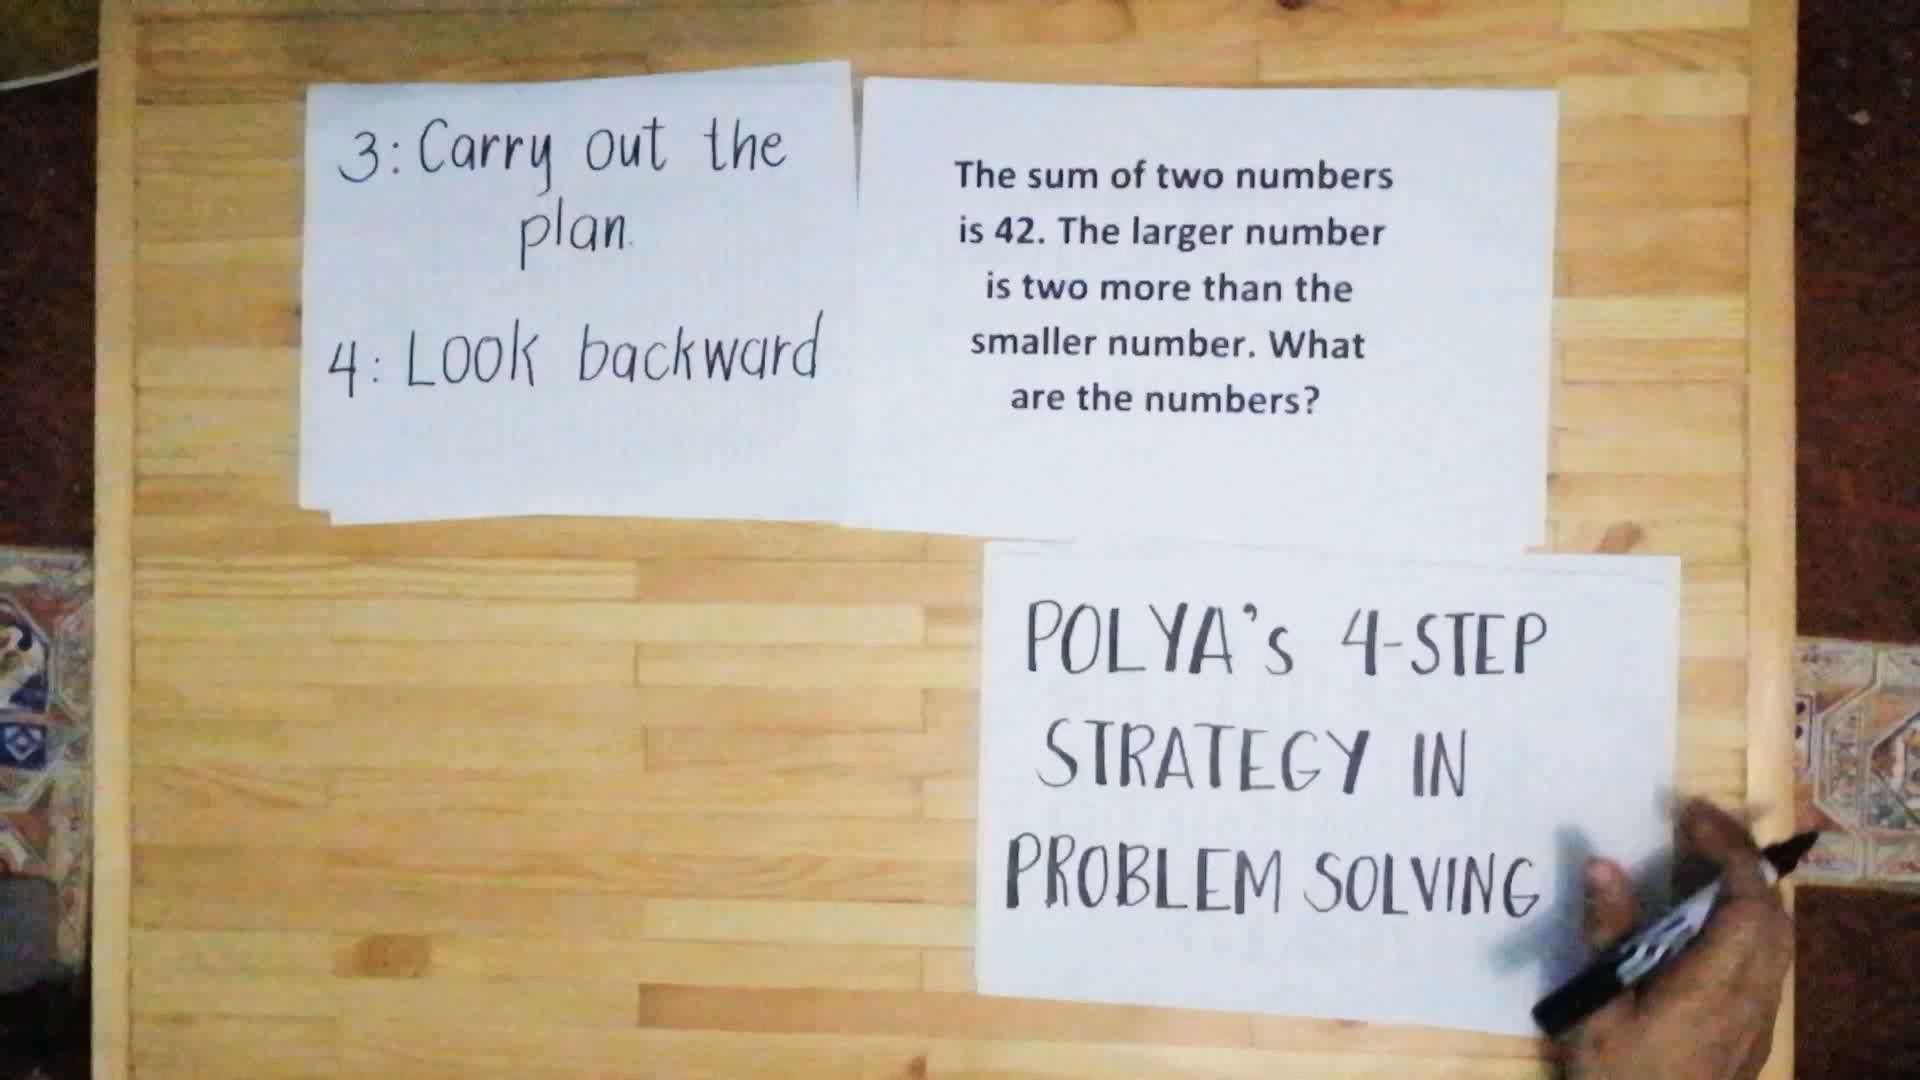 3: Carry out the
plan.
4: Look backward
The sum of two numbers
is 42. The larger number
is two more than the
smaller number. What
are the numbers?
POLYA's 4-STEP
STRATEGY IN
PROBLEM SOLVING